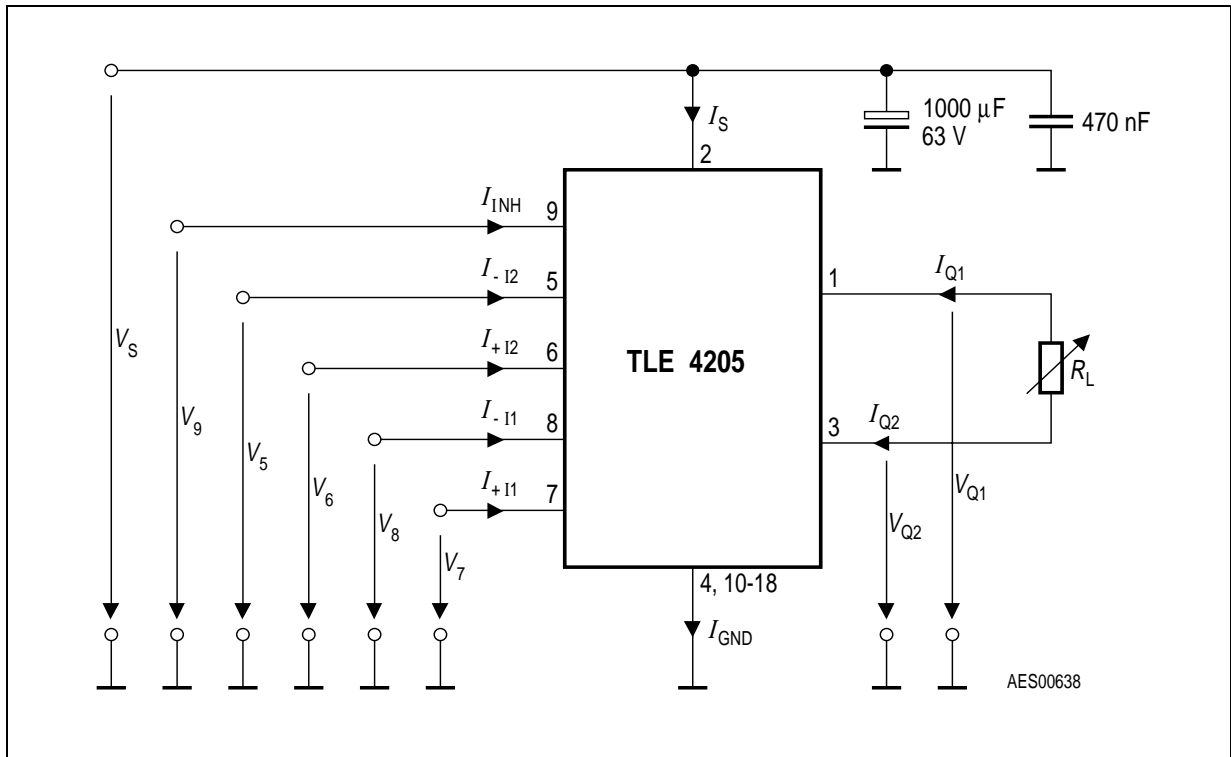 1000 µF
63 V
470 nF
I_S
2
I_INH
9
I_- I2
5
I_+ I2
6
I_- I1
8
I_+ I1
7
1
I_Q1
TLE 4205
R_L
3
I_Q2
V_S
V_9
V_5
V_6
V_8
V_7
V_Q2
V_Q1
4, 10-18
I_GND
AES00638